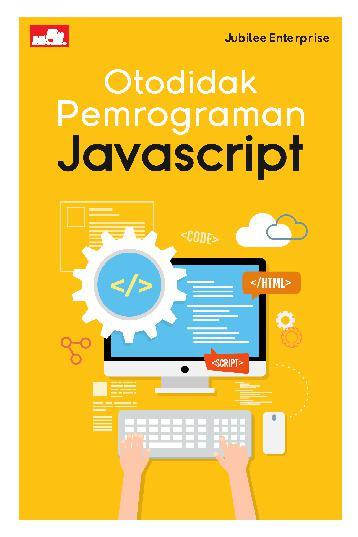 Jubilee Enterprise
Otodidak
Pemrograman
Javascript
<CODE>
</>
</HTML>
<SCRIPT>